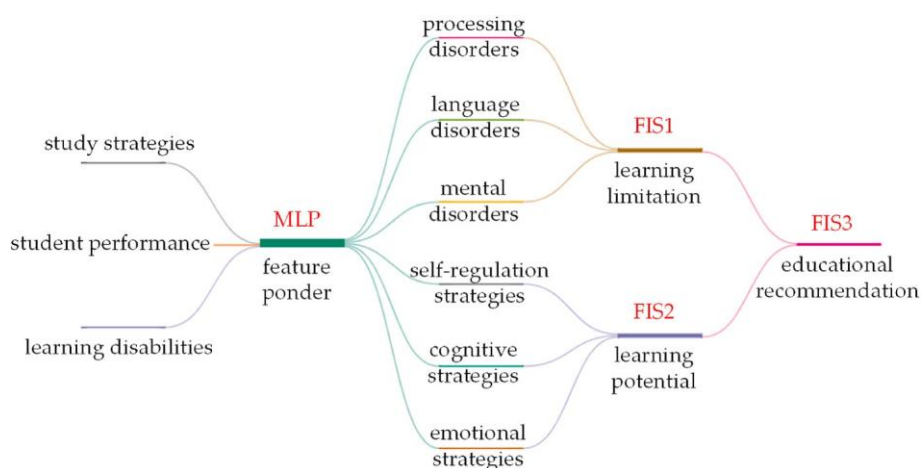 study strategies
student performance
learning disabilities
MLP
feature
ponder
processing
disorders
language
disorders
mental
disorders
self-regulation
strategies
cognitive
strategies
emotional
strategies
FIS1
learning
limitation
FIS2
learning
potential
FIS3
educational
recommendation